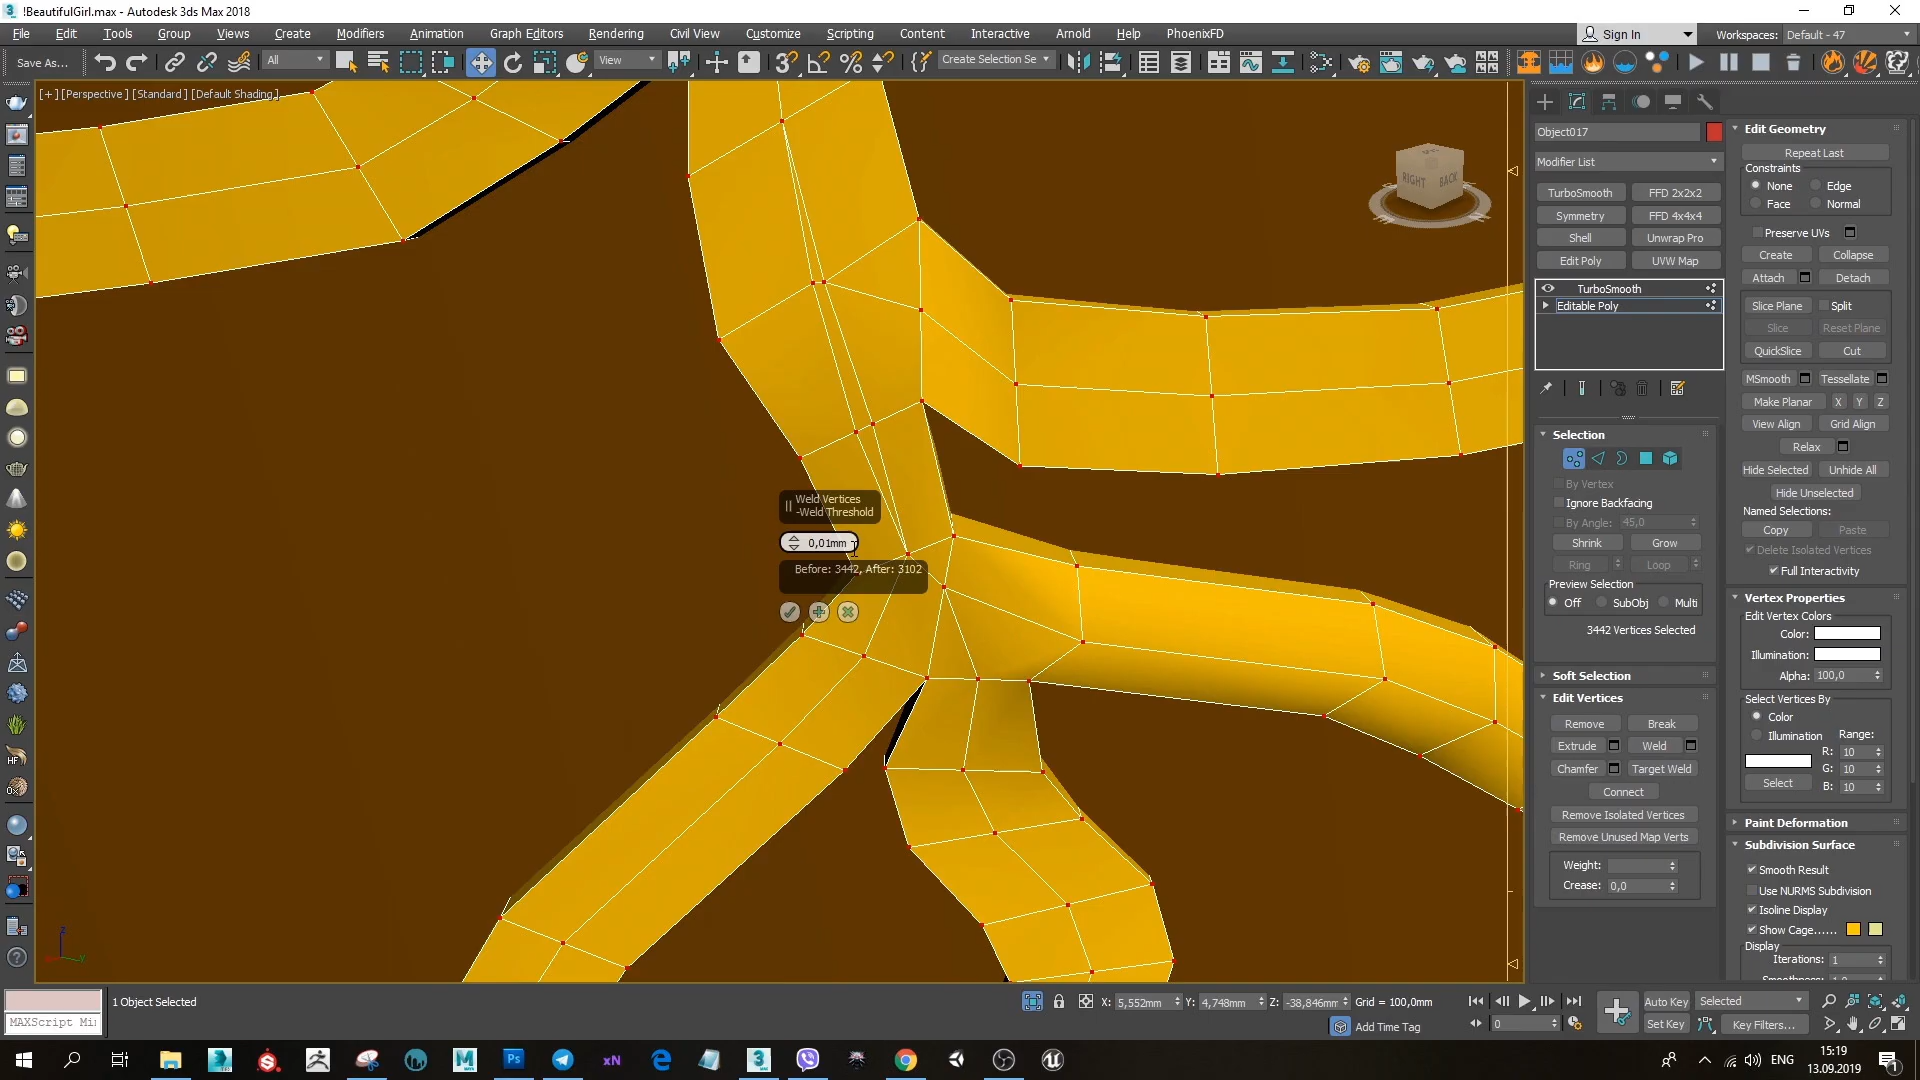 !BeautifulGirl.max - Autodesk 3ds Max 2018
File Edit Tools Group Views Create Modifiers Animation Graph Editors Rendering Civil View Customize Scripting Content Interactive Arnold Help PhoenixFD
Sign In
Workspaces: Default - 47
Save As...
All
View
Create Selection Se
[+] [Perspective ] [Standard ] [Default Shading]
RIGHT BACK
Weld Vertices
-Weld Threshold
0,01mm
Before: 3442, After: 3102
Object017
Modifier List
TurboSmooth FFD 2x2x2
Symmetry FFD 4x4x4
Shell Unwrap Pro
Edit Poly UVW Map
TurboSmooth
Editable Poly
Selection
By Vertex
Ignore Backfacing
By Angle: 45,0
Shrink Grow
Ring Loop
Preview Selection
Off SubObj Multi
3442 Vertices Selected
Soft Selection
Edit Vertices
Remove Break
Extrude Weld
Chamfer Target Weld
Connect
Remove Isolated Vertices
Remove Unused Map Verts
Weight:
Crease: 0,0
Edit Geometry
Repeat Last
Constraints
None Edge
Face Normal
Preserve UVs
Create Collapse
Attach Detach
Slice Plane Split
Slice Reset Plane
QuickSlice Cut
MSmooth Tessellate
Make Planar X Y Z
View Align Grid Align
Relax
Hide Selected Unhide All
Hide Unselected
Named Selections:
Copy Paste
Delete Isolated Vertices
Full Interactivity
Vertex Properties
Edit Vertex Colors
Color:
Illumination:
Alpha: 100,0
Select Vertices By
Color
Illumination Range:
R: 10
G: 10
Select B: 10
Paint Deformation
Subdivision Surface
Smooth Result
Use NURMS Subdivision
Isoline Display
Show Cage......
Display
Iterations: 1
MAXScript Mi
1 Object Selected
X: 5,552mm Y: 4,748mm Z: -38,846mm Grid = 100,0mm
Add Time Tag
0
Auto Key Selected
Set Key Key Filters...
ENG
15:19
13.09.2019